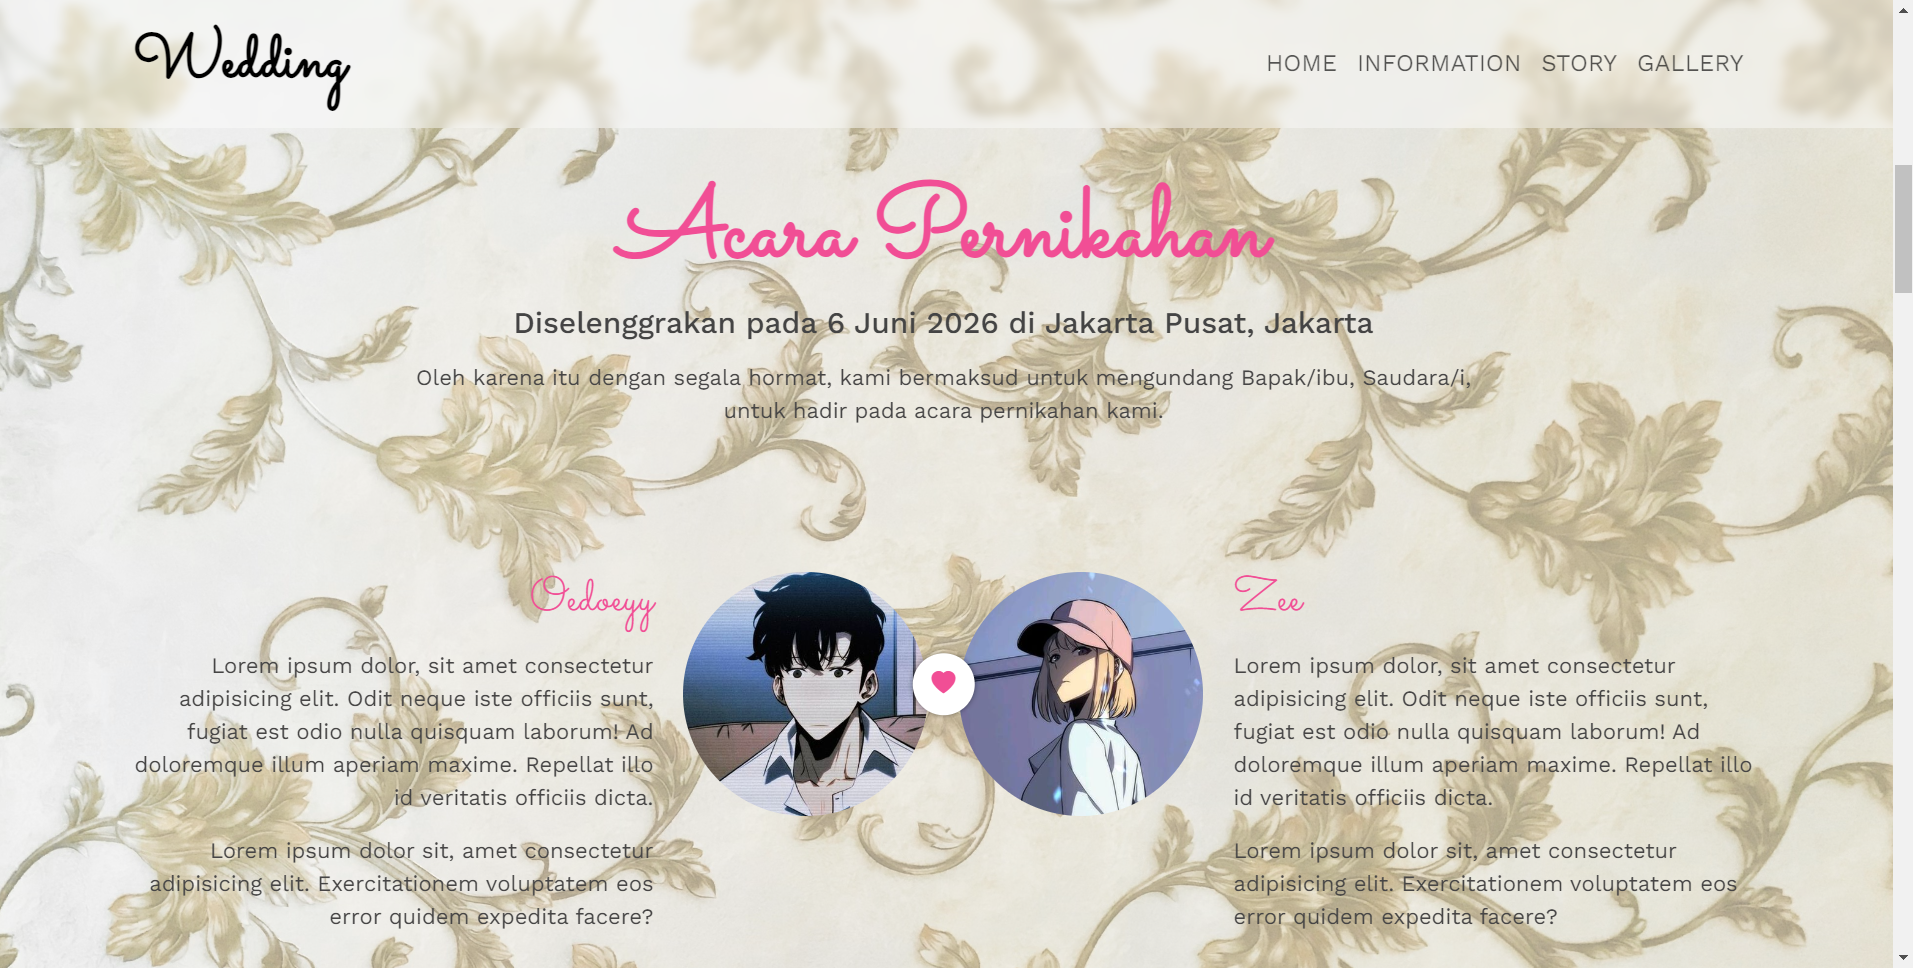 Wedding
HOME INFORMATION STORY GALLERY
Acara Pernikahan
Diselenggrakan pada 6 Juni 2026 di Jakarta Pusat, Jakarta
Oleh karena itu dengan segala hormat, kami bermaksud untuk mengundang Bapak/ibu, Saudara/i,
untuk hadir pada acara pernikahan kami.
Oedoeyy
Lorem ipsum dolor, sit amet consectetur
adipisicing elit. Odit neque iste officiis sunt,
fugiat est odio nulla quisquam laborum! Ad
doloremque illum aperiam maxime. Repellat illo
id veritatis officiis dicta.
Lorem ipsum dolor sit, amet consectetur
adipisicing elit. Exercitationem voluptatem eos
error quidem expedita facere?
Zee
Lorem ipsum dolor, sit amet consectetur
adipisicing elit. Odit neque iste officiis sunt,
fugiat est odio nulla quisquam laborum! Ad
doloremque illum aperiam maxime. Repellat illo
id veritatis officiis dicta.
Lorem ipsum dolor sit, amet consectetur
adipisicing elit. Exercitationem voluptatem eos
error quidem expedita facere?